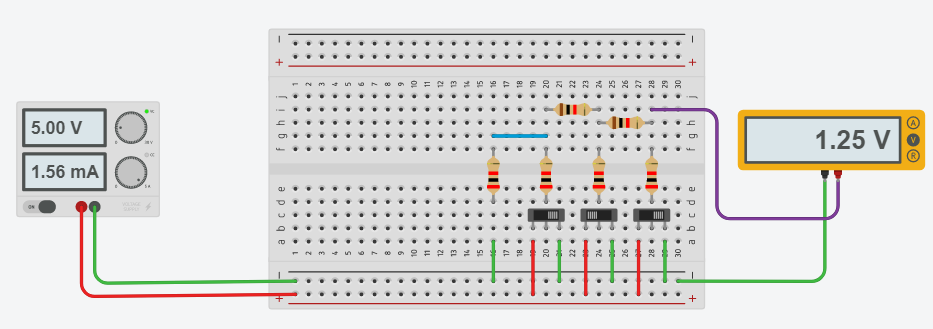 1 2 3 4 5 6 7 8 9 10 11 12 13 14 15 16 17 18 19 20 21 22 23 24 25 26 27 28 29 30
j j
i i
h h
g g
f f
5.00 V
1.56 mA
ON
1.25 V
A
V
R
e e
d d
c c
b b
a a
1 2 3 4 5 6 7 8 9 10 11 12 13 14 15 16 17 18 19 20 21 22 23 24 25 26 27 28 29 30